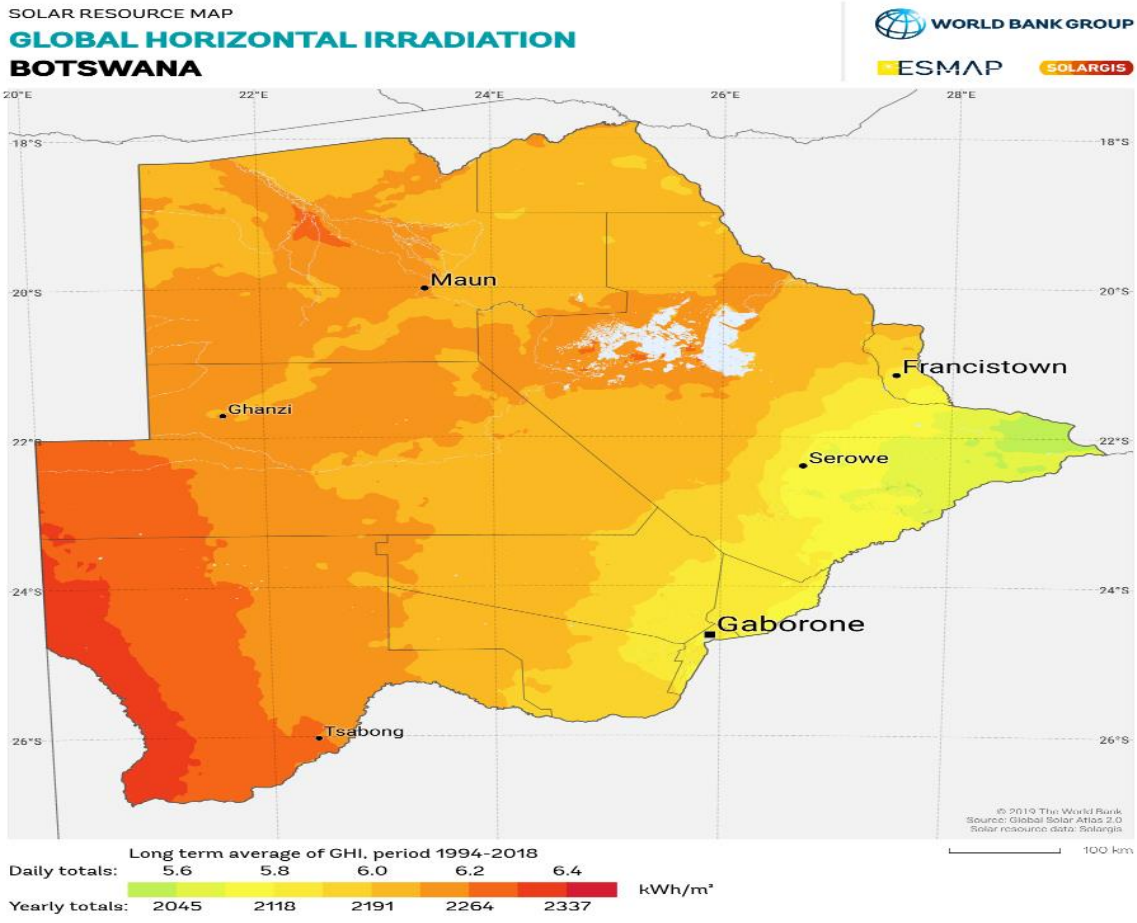 SOLAR RESOURCE MAP
GLOBAL HORIZONTAL IRRADIATION
BOTSWANA
WORLD BANK GROUP
ESMAP
SOLARGIS
20°E 22°E 24°E 26°E 28°E
18°S 18°S
Maun
20°S 20°S
Francistown
Ghanzi
22°S 22°S
Serowe
24°S 24°S
Gaborone
Tsabong
26°S 26°S
© 2019 The World Bank
Source: Global Solar Atlas 2.0
Solar resource data: Solargis
100 km
Long term average of GHI, period 1994-2018
Daily totals: 5.6 5.8 6.0 6.2 6.4
kWh/m²
Yearly totals: 2045 2118 2191 2264 2337